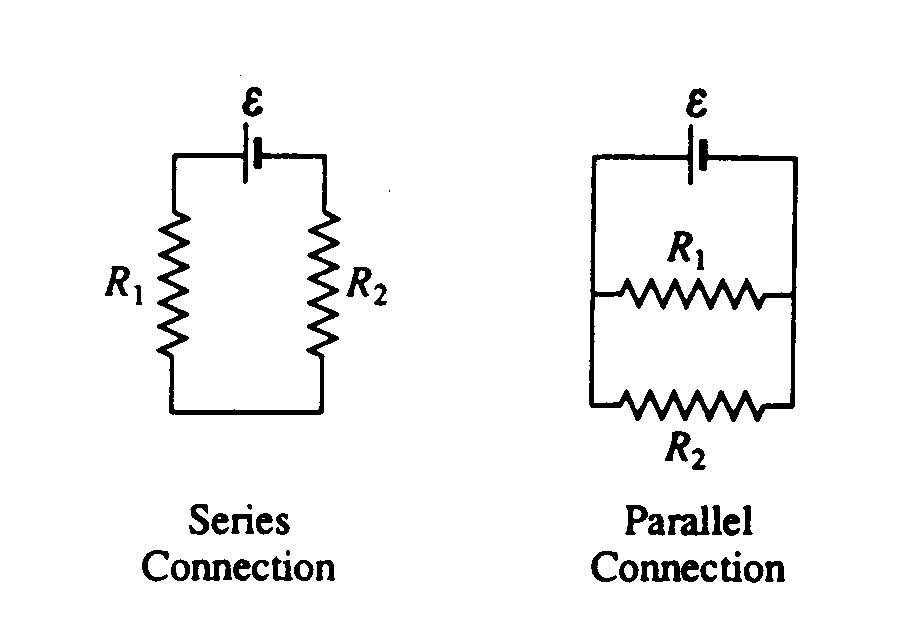 ε
R₁
R₂
Series
Connection
ε
R₁
R₂
Parallel
Connection